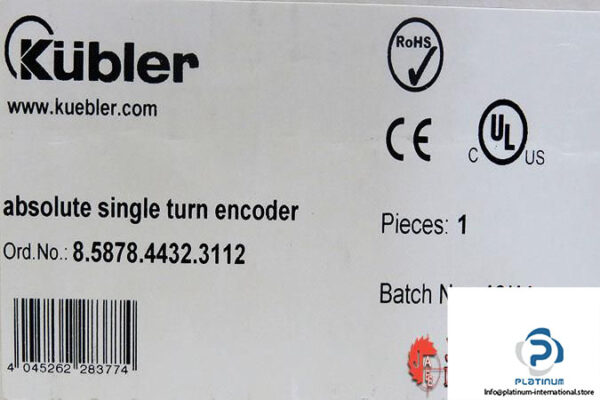 Kübler
www.kuebler.com
RoHS
CE
C UL US
absolute single turn encoder
Ord.No.: 8.5878.4432.3112
Pieces: 1
Batch
4 045262 283774
PLATINUM
Info@platinum-international.store